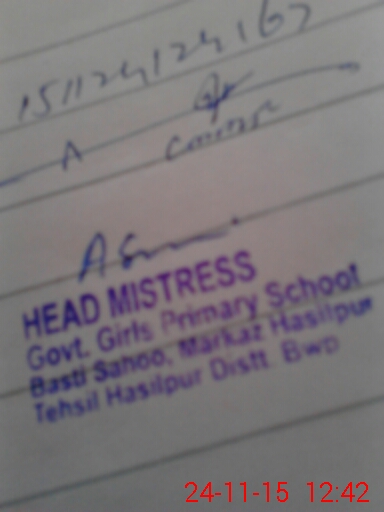 A
HEAD MISTRESS
Govt. Girls Primary School
Basti Sahoo, Markaz Hasilpur
Tehsil Hasilpur Distt. Bwp
24-11-15 12:42